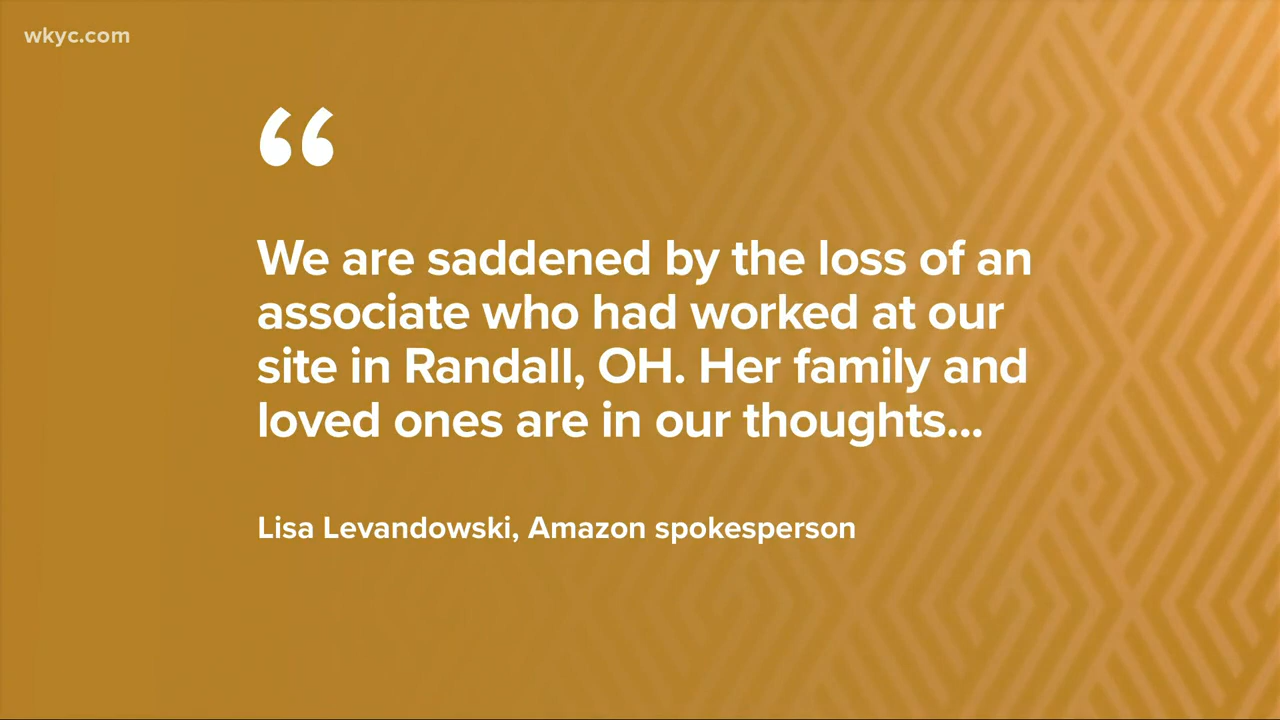 wkyc.com
“
We are saddened by the loss of an
associate who had worked at our
site in Randall, OH. Her family and
loved ones are in our thoughts...
Lisa Levandowski, Amazon spokesperson